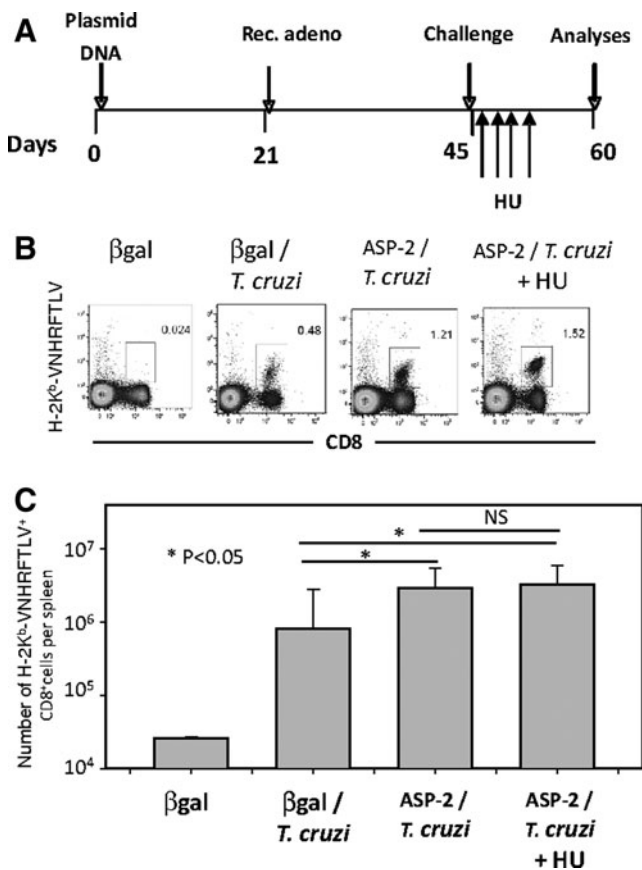 A
Plasmid
DNA
Rec. adeno
Challenge
Analyses
Days
0
21
45
60
HU
B
βgal
βgal /
T. cruzi
ASP-2 /
T. cruzi
ASP-2 / T. cruzi
+ HU
H-2Kᵇ-VNHRFTLV
0.024
0.48
1.21
1.52
CD8
C
Number of H-2Kᵇ-VNHRFTLV⁺
CD8⁺cells per spleen
10⁷
10⁶
10⁵
10⁴
* P<0.05
NS
*
*
βgal
βgal /
T. cruzi
ASP-2 /
T. cruzi
ASP-2 /
T. cruzi
+ HU